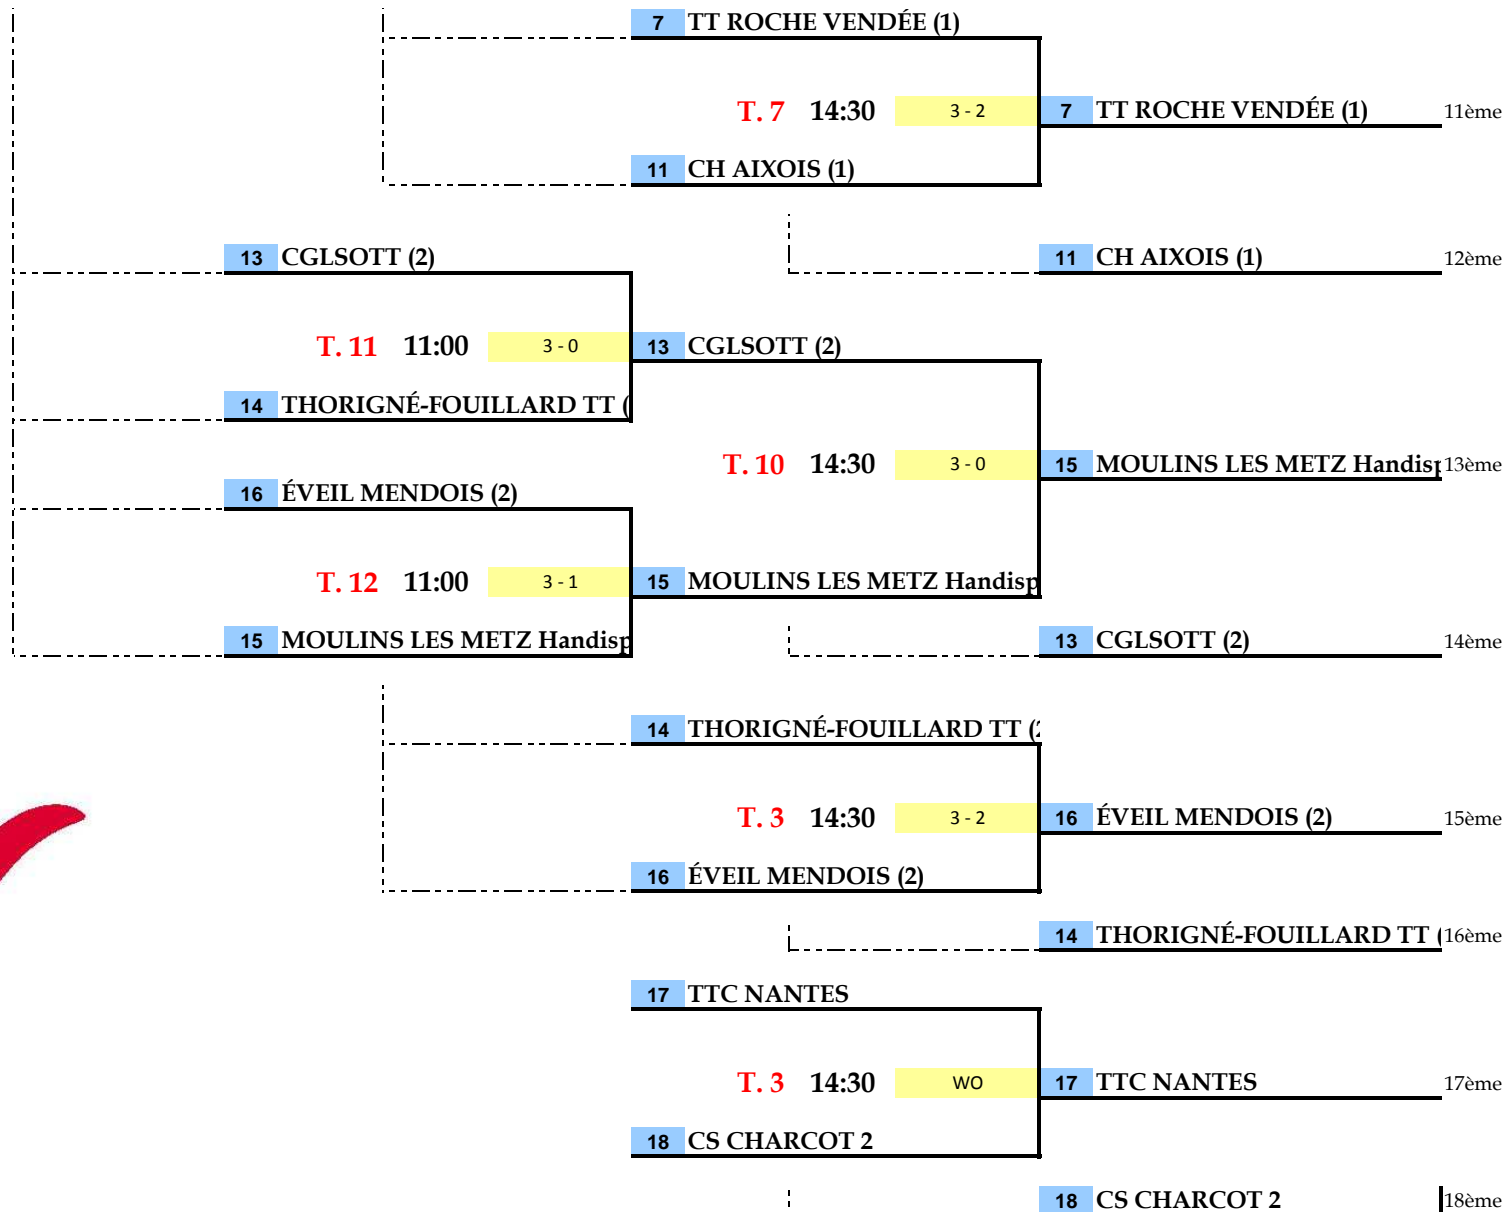 7 TT ROCHE VENDÉE (1)
T. 7 14:30 3 - 2 7 TT ROCHE VENDÉE (1) 11ème
11 CH AIXOIS (1)
13 CGLSOTT (2) 11 CH AIXOIS (1) 12ème
T. 11 11:00 3 - 0 13 CGLSOTT (2)
14 THORIGNÉ-FOUILLARD TT (
T. 10 14:30 3 - 0 15 MOULINS LES METZ Handisp 13ème
16 ÉVEIL MENDOIS (2)
T. 12 11:00 3 - 1 15 MOULINS LES METZ Handisp
15 MOULINS LES METZ Handisp 13 CGLSOTT (2) 14ème
14 THORIGNÉ-FOUILLARD TT (2
T. 3 14:30 3 - 2 16 ÉVEIL MENDOIS (2) 15ème
16 ÉVEIL MENDOIS (2)
14 THORIGNÉ-FOUILLARD TT ( 16ème
17 TTC NANTES
T. 3 14:30 WO 17 TTC NANTES 17ème
18 CS CHARCOT 2
18 CS CHARCOT 2 18ème